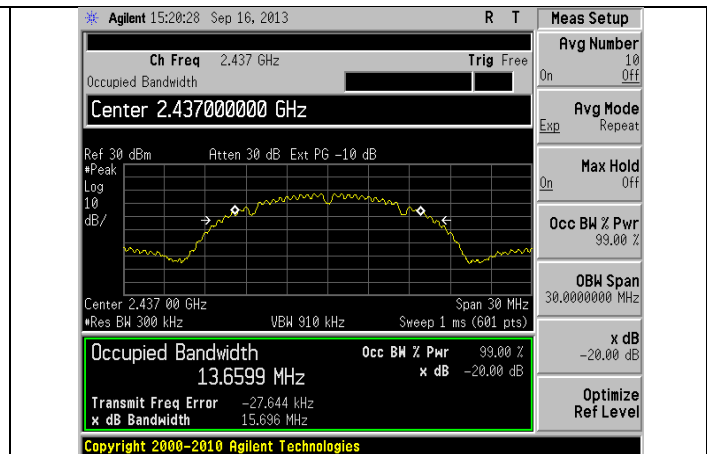 Agilent 15:20:28 Sep 16, 2013 R T
Ch Freq 2.437 GHz Trig Free
Occupied Bandwidth
Center 2.437000000 GHz
Ref 30 dBm Atten 30 dB Ext PG -10 dB
#Peak
Log
10
dB/
Center 2.437 00 GHz Span 30 MHz
#Res BW 300 kHz VBW 910 kHz Sweep 1 ms (601 pts)
Occupied Bandwidth Occ BW % Pwr 99.00 %
13.6599 MHz x dB -20.00 dB
Transmit Freq Error -27.644 kHz
x dB Bandwidth 15.696 MHz
Copyright 2000-2010 Agilent Technologies
Meas Setup
Avg Number
10
On Off
Avg Mode
Exp Repeat
Max Hold
On Off
Occ BW % Pwr
99.00 %
OBW Span
30.0000000 MHz
x dB
-20.00 dB
Optimize
Ref Level